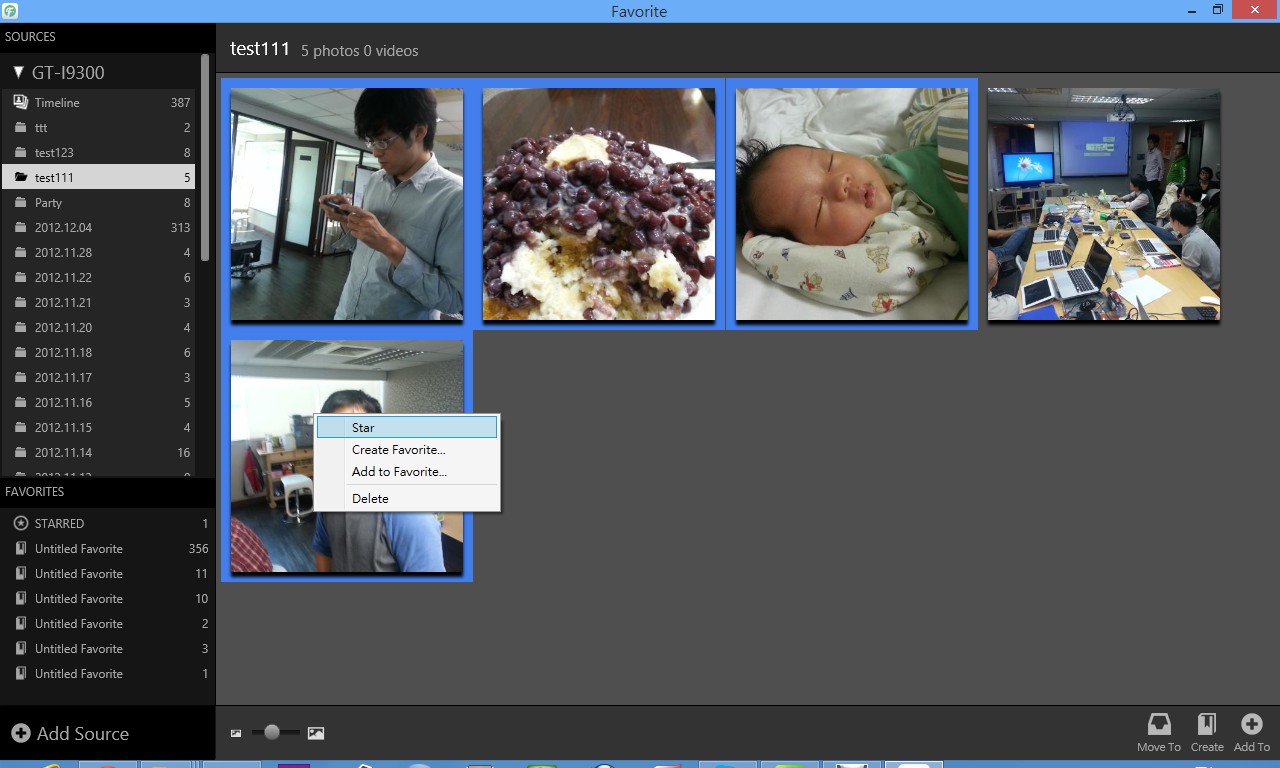 Favorite
SOURCES
GT-I9300
Timeline 387
ttt 2
test123 8
test111 5
Party 8
2012.12.04 313
2012.11.28 4
2012.11.22 6
2012.11.21 3
2012.11.20 4
2012.11.18 6
2012.11.17 3
2012.11.16 5
2012.11.15 4
2012.11.14 16
FAVORITES
STARRED 1
Untitled Favorite 356
Untitled Favorite 11
Untitled Favorite 10
Untitled Favorite 2
Untitled Favorite 3
Untitled Favorite 1
Add Source
test111 5 photos 0 videos
Star
Create Favorite...
Add to Favorite...
Delete
Move To
Create
Add To